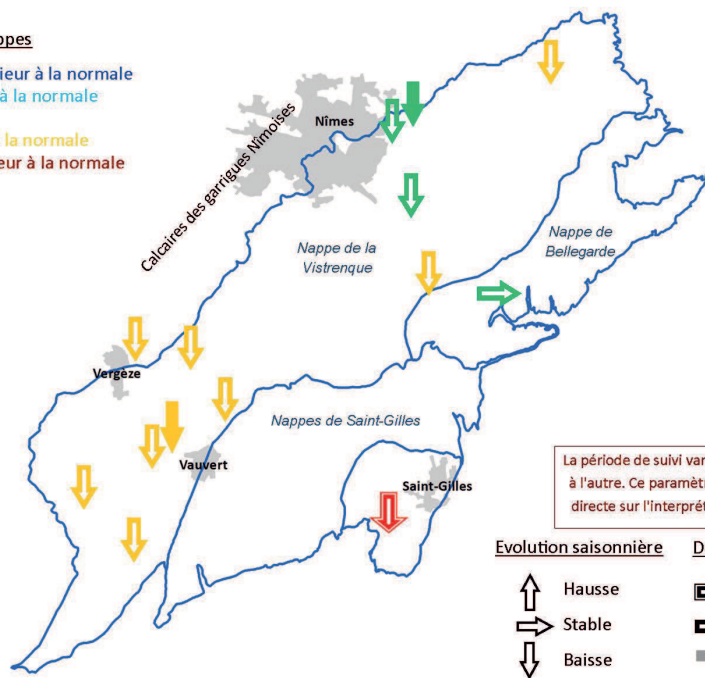 ppes
ieur à la normale
à la normale
la normale
eur à la normale
Calcaires des garrigues Nîmoises
Nîmes
Nappe de la
Vistrenque
Nappe de
Bellegarde
Vergèze
Nappes de Saint-Gilles
Vauvert
Saint-Gilles
La période de suivi var
à l'autre. Ce paramètr
directe sur l'interprét
Evolution saisonnière
D
Hausse
Stable
Baisse